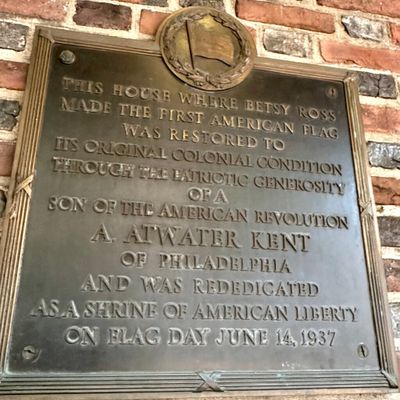 THIS HOUSE WHERE BETSY ROSS
MADE THE FIRST AMERICAN FLAG
WAS RESTORED TO
ITS ORIGINAL COLONIAL CONDITION
THROUGH THE PATRIOTIC GENEROSITY
OF A
SON OF THE AMERICAN REVOLUTION
A. ATWATER KENT
OF PHILADELPHIA
AND WAS REDEDICATED
AS A SHRINE OF AMERICAN LIBERTY
ON FLAG DAY JUNE 14, 1937